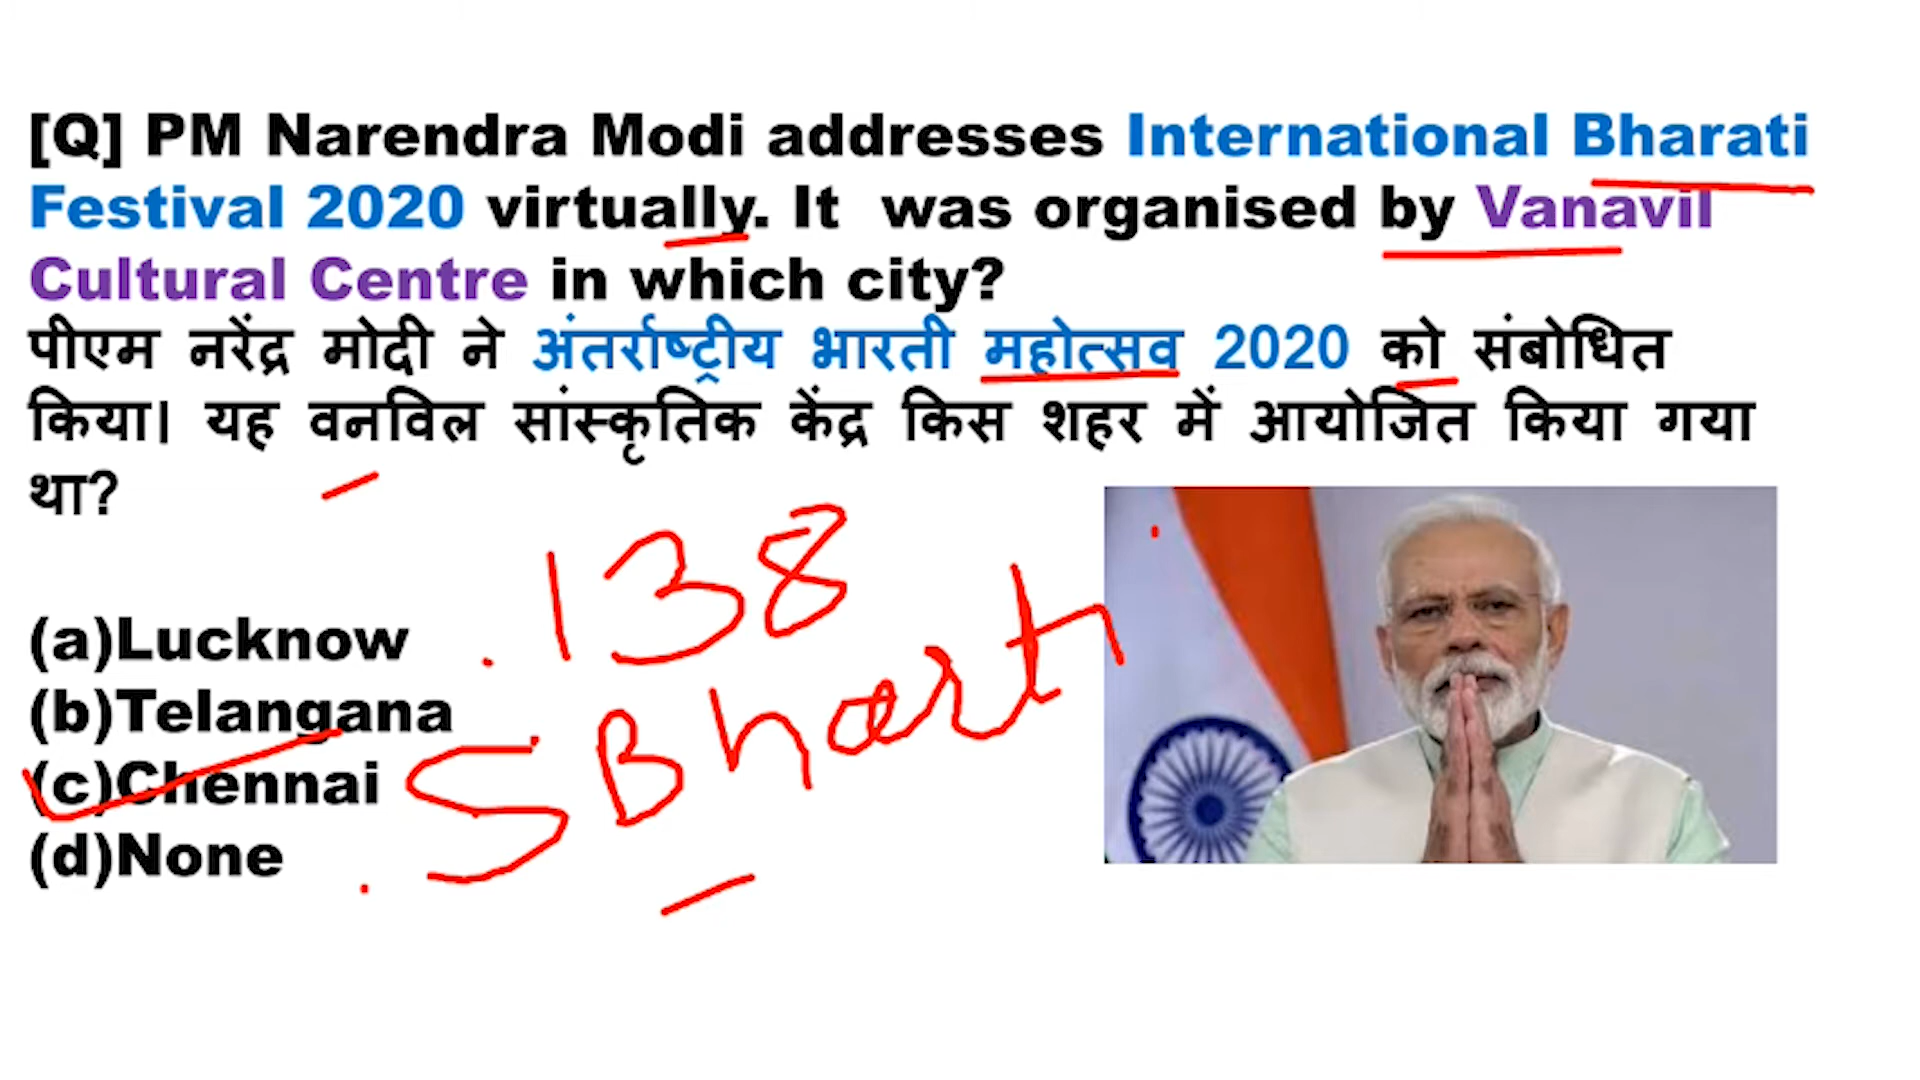 [Q] PM Narendra Modi addresses International Bharati
Festival 2020 virtually. It was organised by Vanavil
Cultural Centre in which city?
पीएम नरेंद्र मोदी ने अंतर्राष्ट्रीय भारती महोत्सव 2020 को संबोधित
किया। यह वनविल सांस्कृतिक केंद्र किस शहर में आयोजित किया गया
था?
138
(a)Lucknow
S Bharti
(b)Telangana
(c)Chennai
(d)None